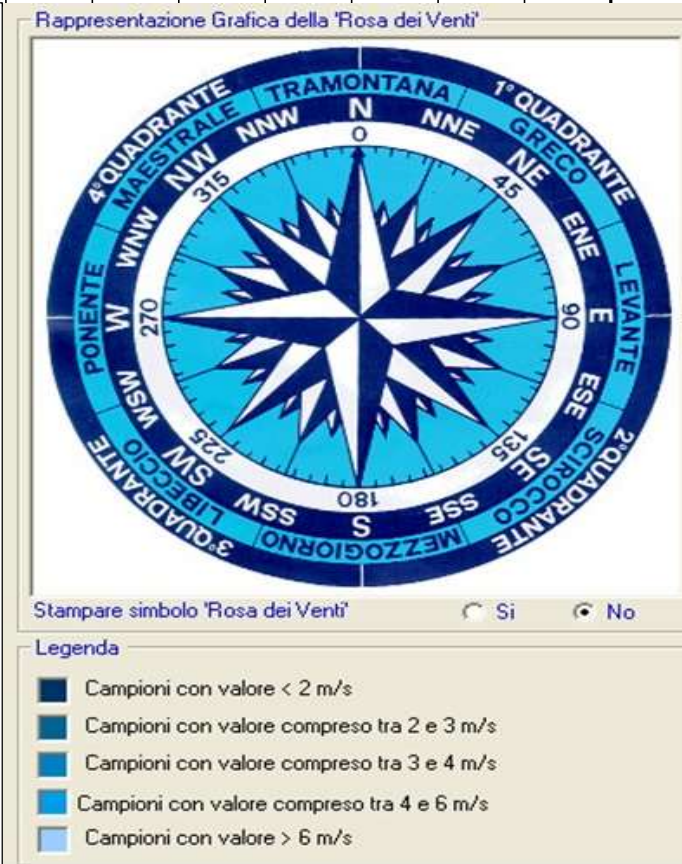 Rappresentazione Grafica della 'Rosa dei Venti'
4° QUADRANTE
1° QUADRANTE
MAESTRALE
TRAMONTANA
GRECO
NW
NNW
N
NNE
NE
315
0
45
WNW
ENE
PONENTE
W
270
90
E
LEVANTE
WSW
ESE
225
180
135
SW
SSW
S
SSE
SE
LIBECCIO
MEZZOGIORNO
SCIROCCO
3° QUADRANTE
2° QUADRANTE
Stampare simbolo 'Rosa dei Venti'
Si
No
Legenda
Campioni con valore < 2 m/s
Campioni con valore compreso tra 2 e 3 m/s
Campioni con valore compreso tra 3 e 4 m/s
Campioni con valore compreso tra 4 e 6 m/s
Campioni con valore > 6 m/s